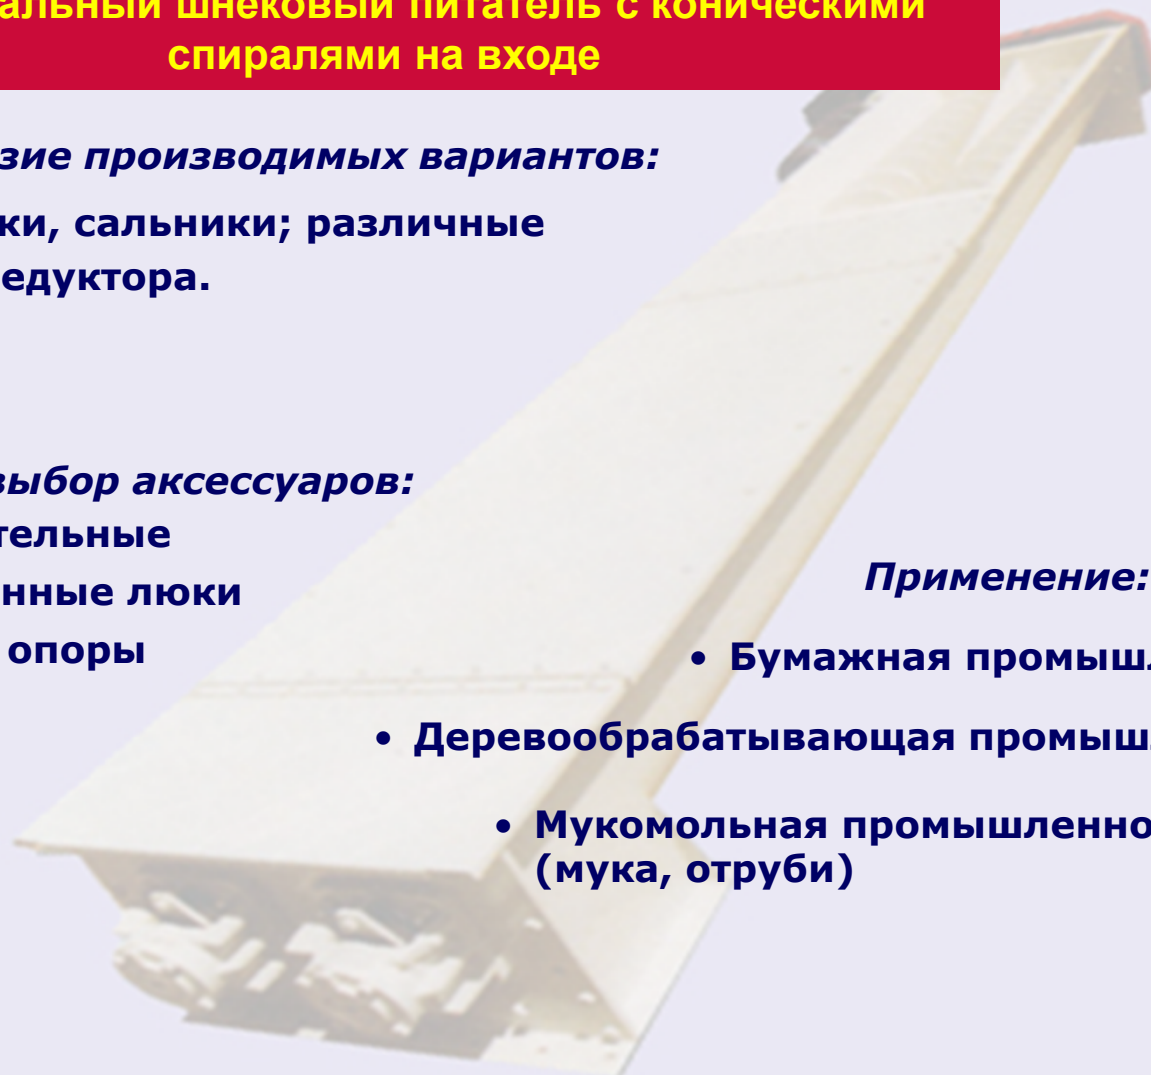 альный шнековый питатель с коническими
спиралями на входе
зие производимых вариантов:
ки, сальники; различные
едуктора.
выбор аксессуаров:
тельные
нные люки
опоры
Применение:
• Бумажная промышл
• Деревообрабатывающая промыш
• Мукомольная промышленно
(мука, отруби)